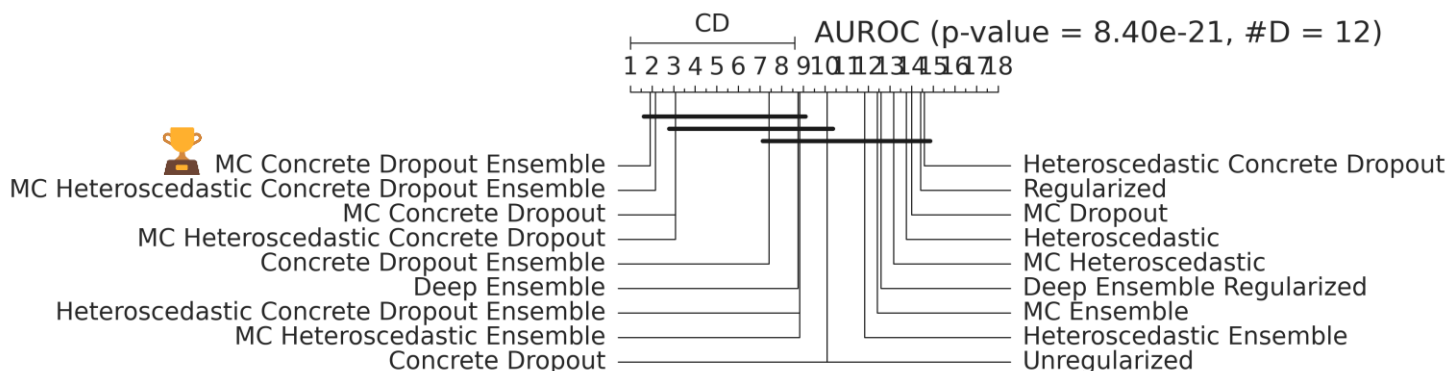 CD
AUROC (p-value = 8.40e-21, #D = 12)
1 2 3 4 5 6 7 8 9 10 11 12 13 14 15 16 17 18
MC Concrete Dropout Ensemble
MC Heteroscedastic Concrete Dropout Ensemble
MC Concrete Dropout
MC Heteroscedastic Concrete Dropout
Concrete Dropout Ensemble
Deep Ensemble
Heteroscedastic Concrete Dropout Ensemble
MC Heteroscedastic Ensemble
Concrete Dropout
Heteroscedastic Concrete Dropout
Regularized
MC Dropout
Heteroscedastic
MC Heteroscedastic
Deep Ensemble Regularized
MC Ensemble
Heteroscedastic Ensemble
Unregularized